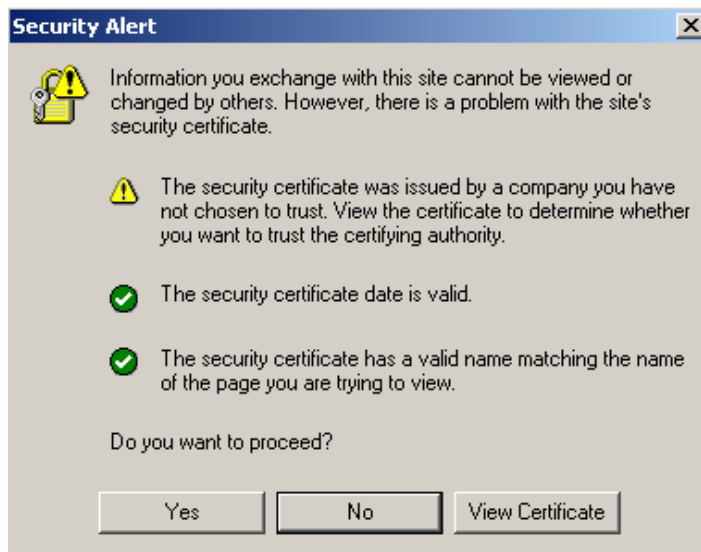 Security Alert
Information you exchange with this site cannot be viewed or
changed by others. However, there is a problem with the site's
security certificate.
The security certificate was issued by a company you have
not chosen to trust. View the certificate to determine whether
you want to trust the certifying authority.
The security certificate date is valid.
The security certificate has a valid name matching the name
of the page you are trying to view.
Do you want to proceed?
Yes No View Certificate